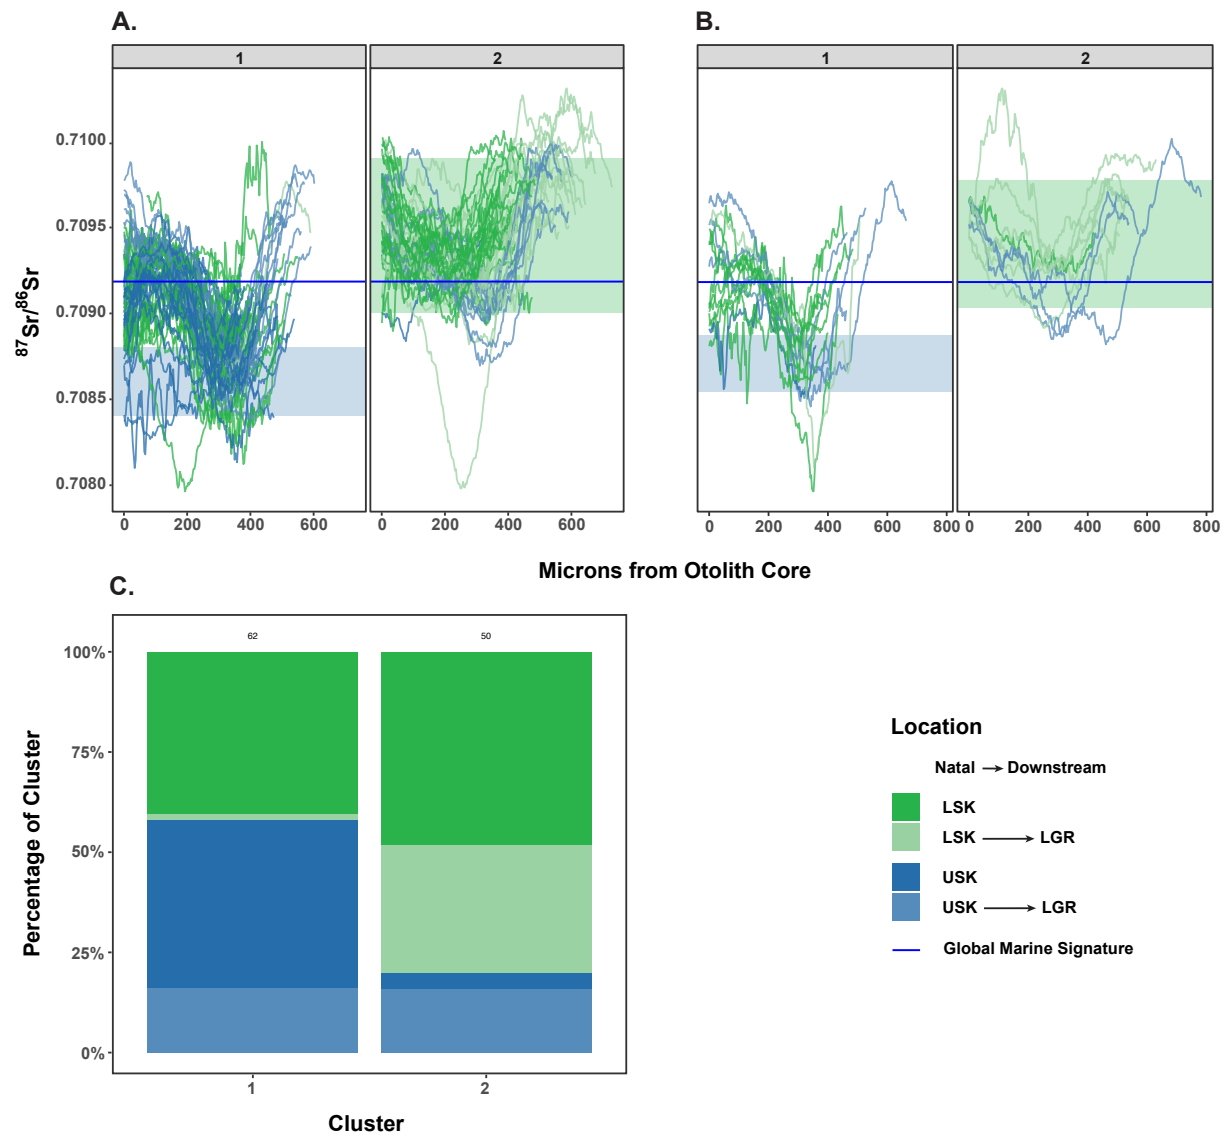 A.
B.
1
2
1
2
0.7100
0.7095
0.7090
0.7085
0.7080
87Sr/86Sr
0 200 400 600
0 200 400 600
0 200 400 600 800
0 200 400 600 800
Microns from Otolith Core
C.
62
50
100%
75%
50%
25%
0%
Percentage of Cluster
1
2
Cluster
Location
Natal → Downstream
LSK
LSK → LGR
USK
USK → LGR
Global Marine Signature